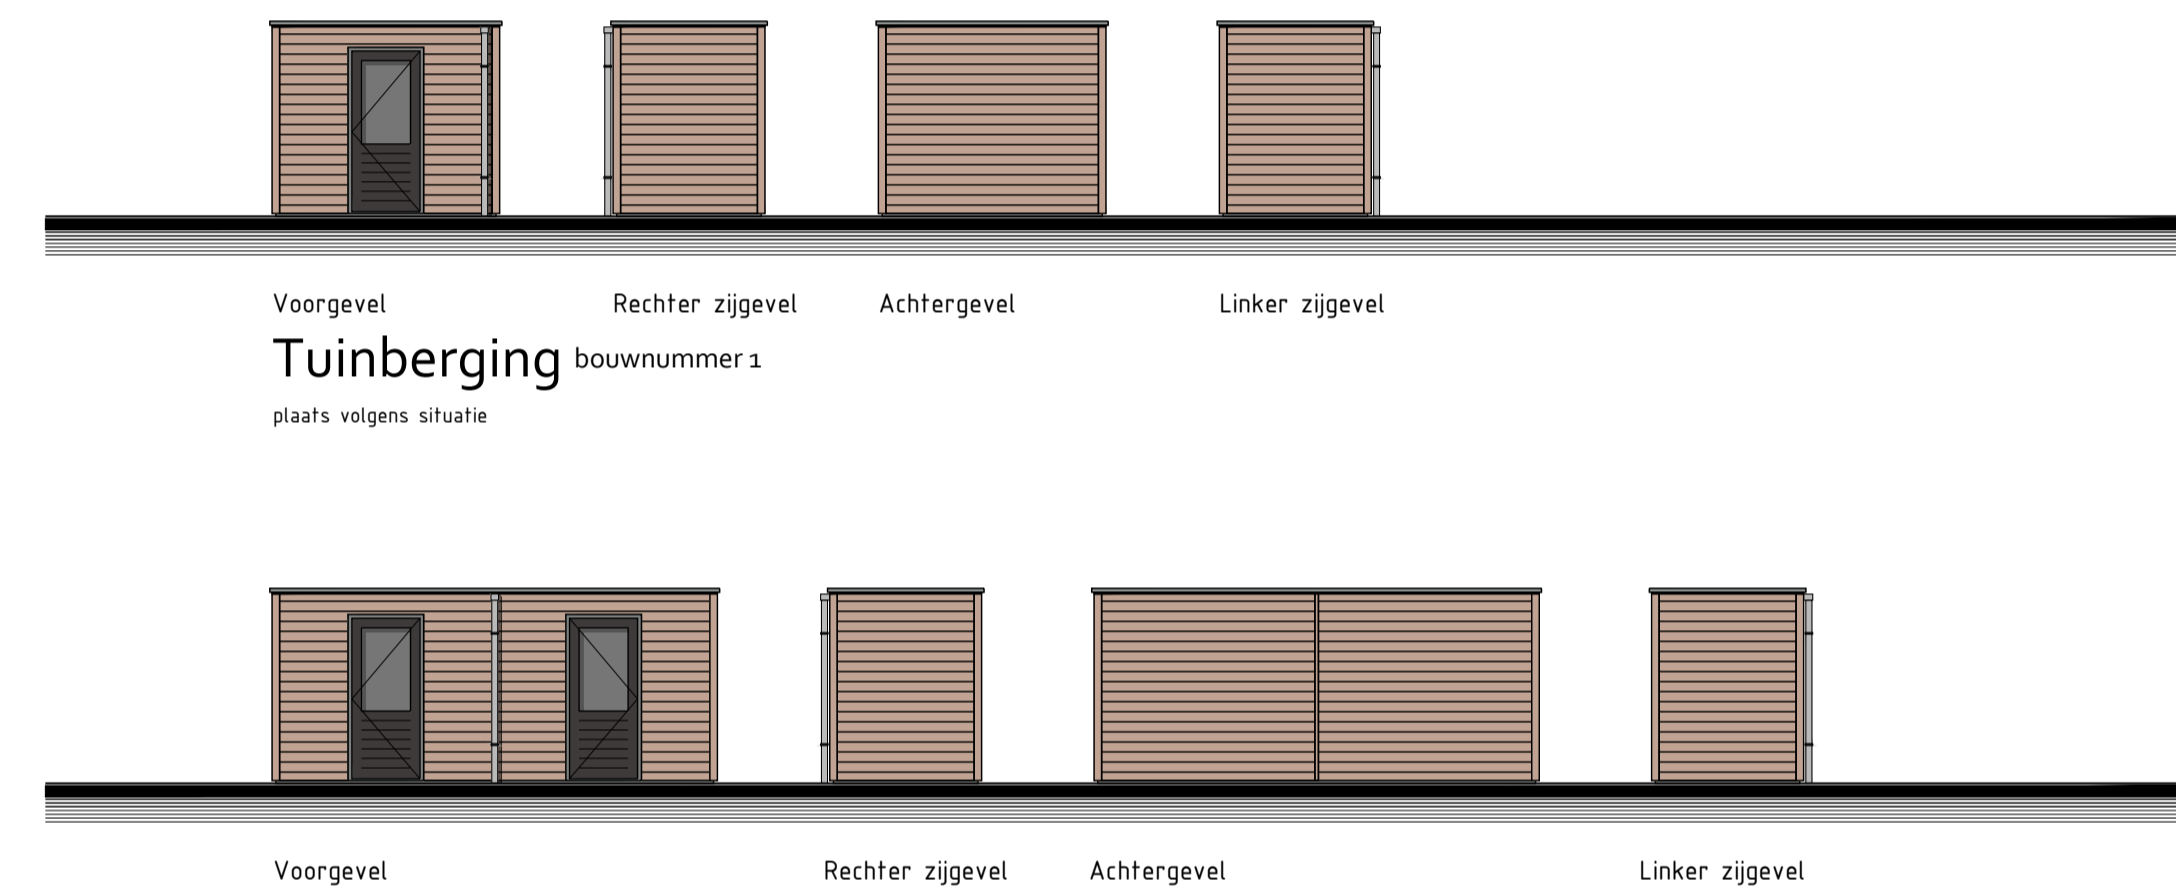 Voorgevel Rechter zijgevel Achtergevel Linker zijgevel
Tuinberging bouwnummer 1
plaats volgens situatie
Voorgevel Rechter zijgevel Achtergevel Linker zijgevel